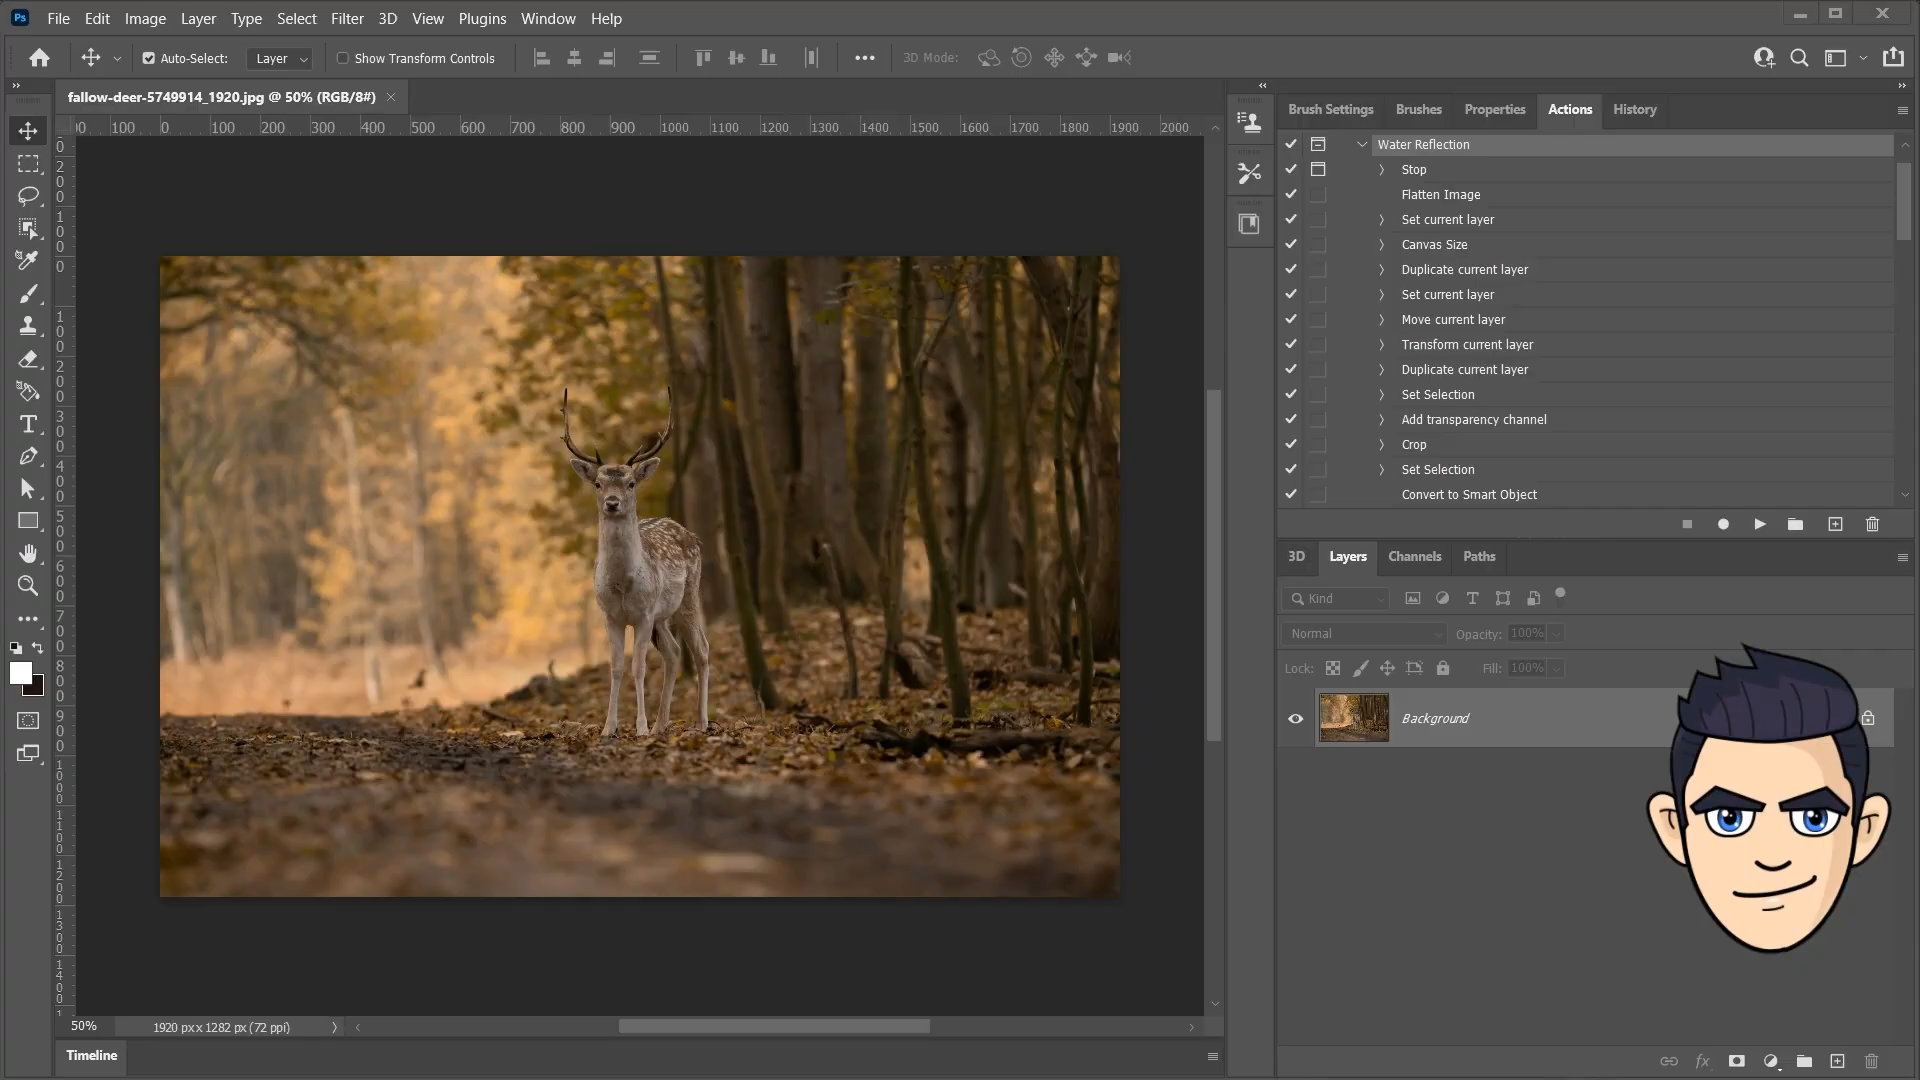 Ps File Edit Image Layer Type Select Filter 3D View Plugins Window Help
Auto-Select: Layer Show Transform Controls 3D Mode:
fallow-deer-5749914_1920.jpg @ 50% (RGB/8#)
100 0 100 200 300 400 500 600 700 800 900 1000 1100 1200 1300 1400 1500 1600 1700 1800 1900 2000
Brush Settings Brushes Properties Actions History
Water Reflection
Stop
Flatten Image
Set current layer
Canvas Size
Duplicate current layer
Set current layer
Move current layer
Transform current layer
Duplicate current layer
Set Selection
Add transparency channel
Crop
Set Selection
Convert to Smart Object
3D Layers Channels Paths
Kind
Normal Opacity: 100%
Lock: Fill: 100%
Background
50% 1920 px x 1282 px (72 ppi)
Timeline